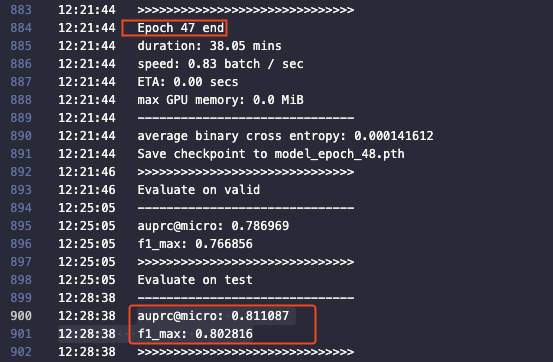 883 12:21:44 >>>>>>>>>>>>>>>>>>>>>>>>>>>>>>
884 12:21:44 Epoch 47 end
885 12:21:44 duration: 38.05 mins
886 12:21:44 speed: 0.83 batch / sec
887 12:21:44 ETA: 0.00 secs
888 12:21:44 max GPU memory: 0.0 MiB
889 12:21:44 ------------------------------
890 12:21:44 average binary cross entropy: 0.000141612
891 12:21:44 Save checkpoint to model_epoch_48.pth
892 12:21:46 >>>>>>>>>>>>>>>>>>>>>>>>>>>>>>
893 12:21:46 Evaluate on valid
894 12:25:05 ------------------------------
895 12:25:05 auprc@micro: 0.786969
896 12:25:05 f1_max: 0.766856
897 12:25:05 >>>>>>>>>>>>>>>>>>>>>>>>>>>>>>
898 12:25:05 Evaluate on test
899 12:28:38 ------------------------------
900 12:28:38 auprc@micro: 0.811087
901 12:28:38 f1_max: 0.802816
902 12:28:38 >>>>>>>>>>>>>>>>>>>>>>>>>>>>>>